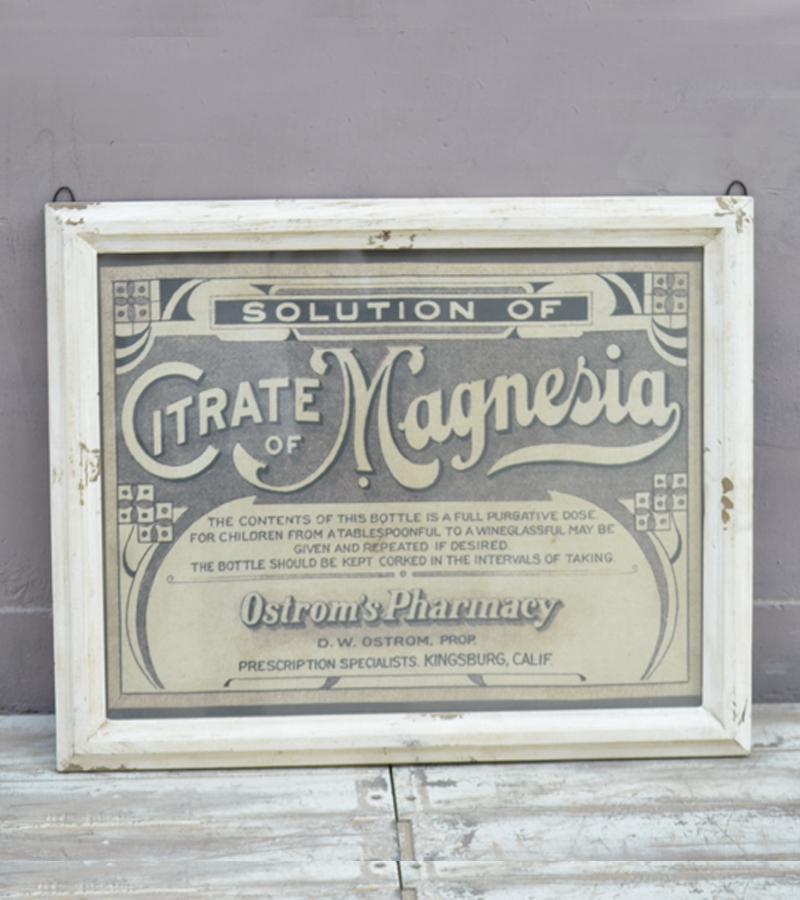 SOLUTION OF
CITRATE OF Magnesia
THE CONTENTS OF THIS BOTTLE IS A FULL PURGATIVE DOSE.
FOR CHILDREN FROM A TABLESPOONFUL TO A WINEGLASSFUL MAY BE
GIVEN AND REPEATED IF DESIRED.
THE BOTTLE SHOULD BE KEPT CORKED IN THE INTERVALS OF TAKING.
Ostrom's Pharmacy
D. W. OSTROM, PROP.
PRESCRIPTION SPECIALISTS. KINGSBURG, CALIF.